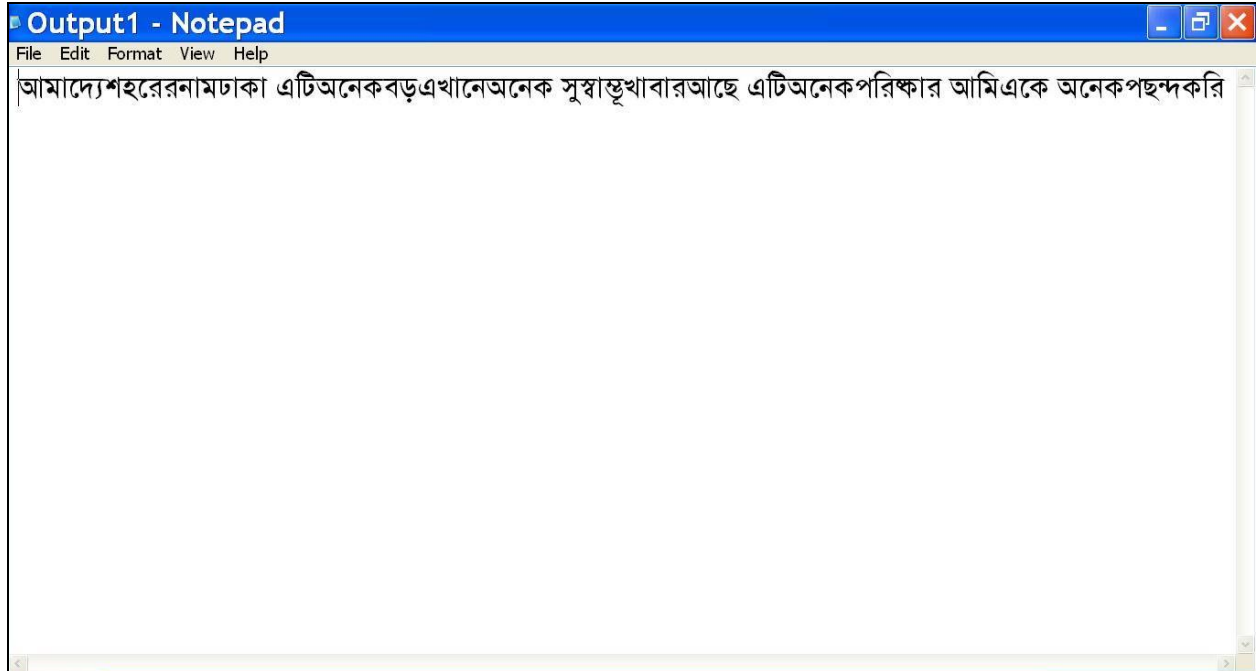 Output1 - Notepad
File Edit Format View Help
আমাদ্যেশহরেরনামঢাকা এটিঅনেকবড়এখানেঅনেক সুস্বাম্ভূখাবারআছে এটিঅনেকপরিষ্কার আমিএকে অনেকপছন্দকরি